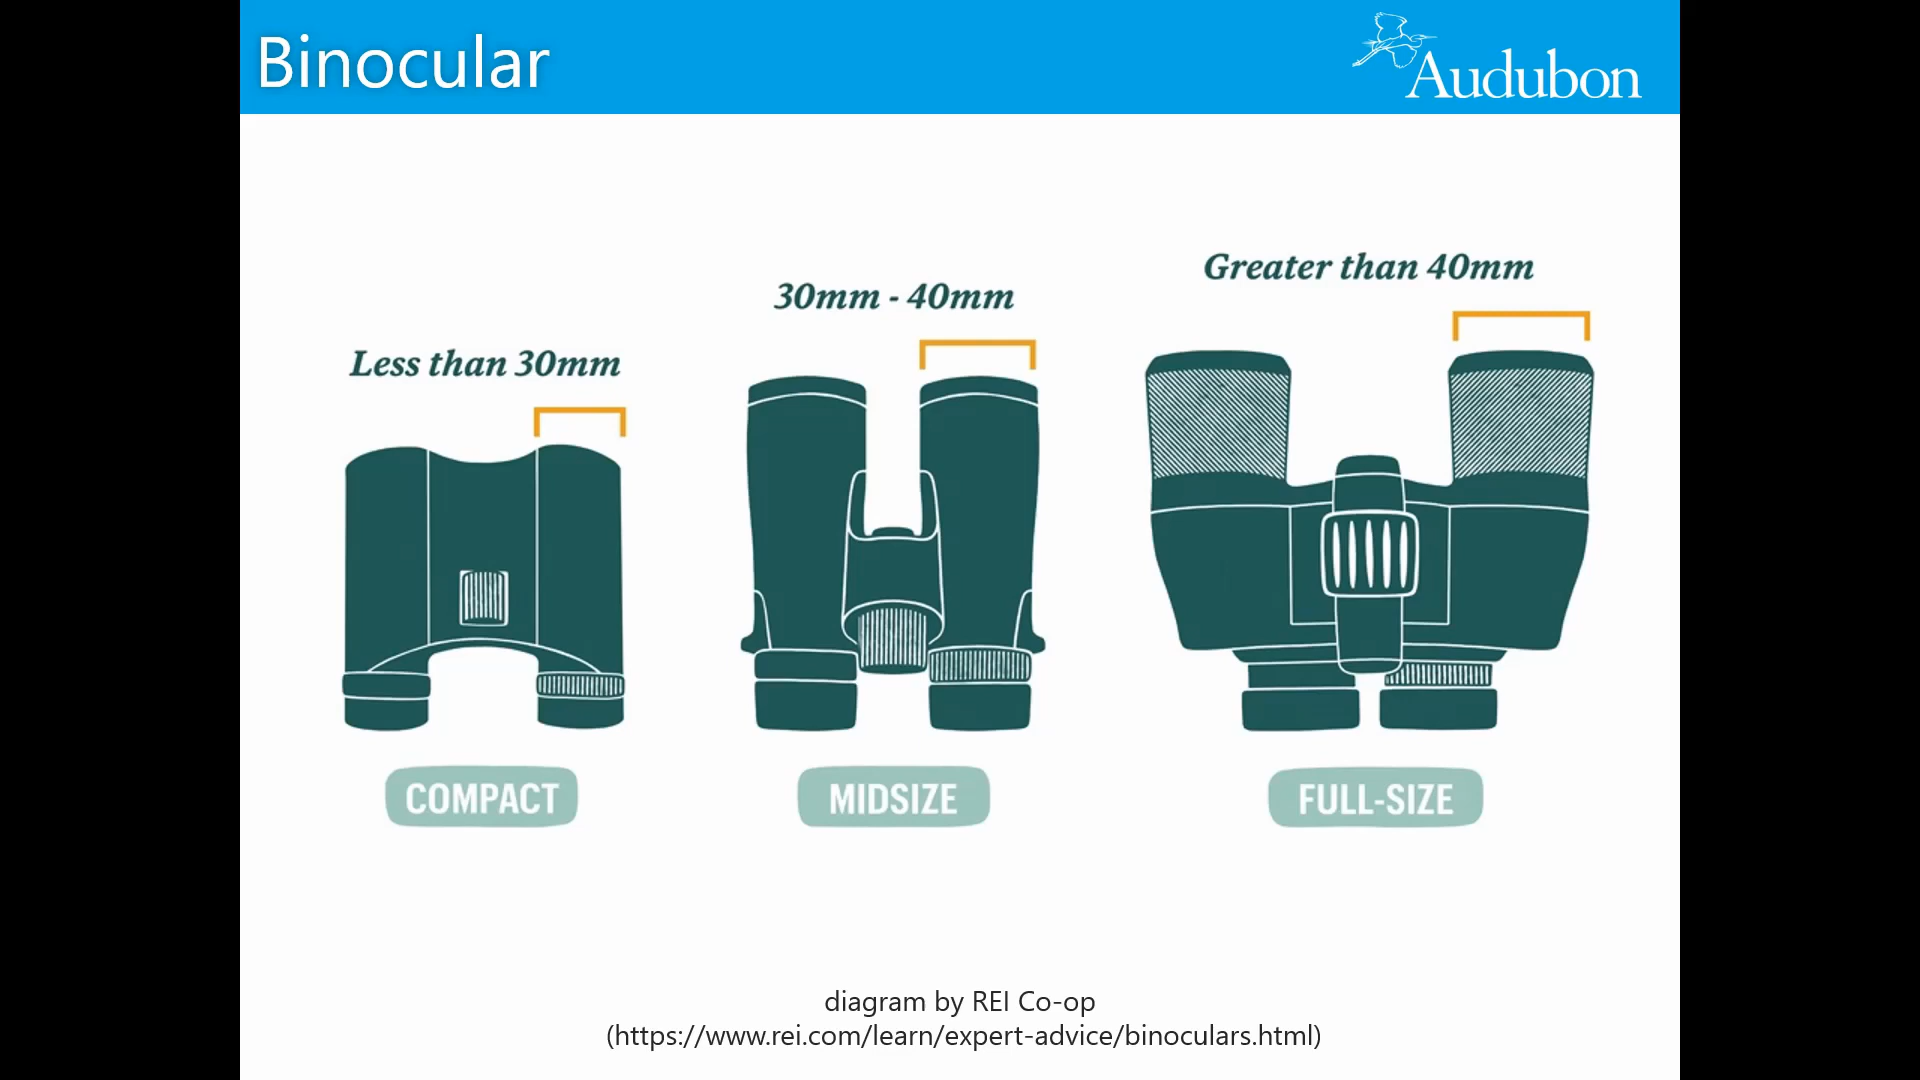 Binocular
Audubon
Less than 30mm
30mm - 40mm
Greater than 40mm
COMPACT
MIDSIZE
FULL-SIZE
diagram by REI Co-op
(https://www.rei.com/learn/expert-advice/binoculars.html)